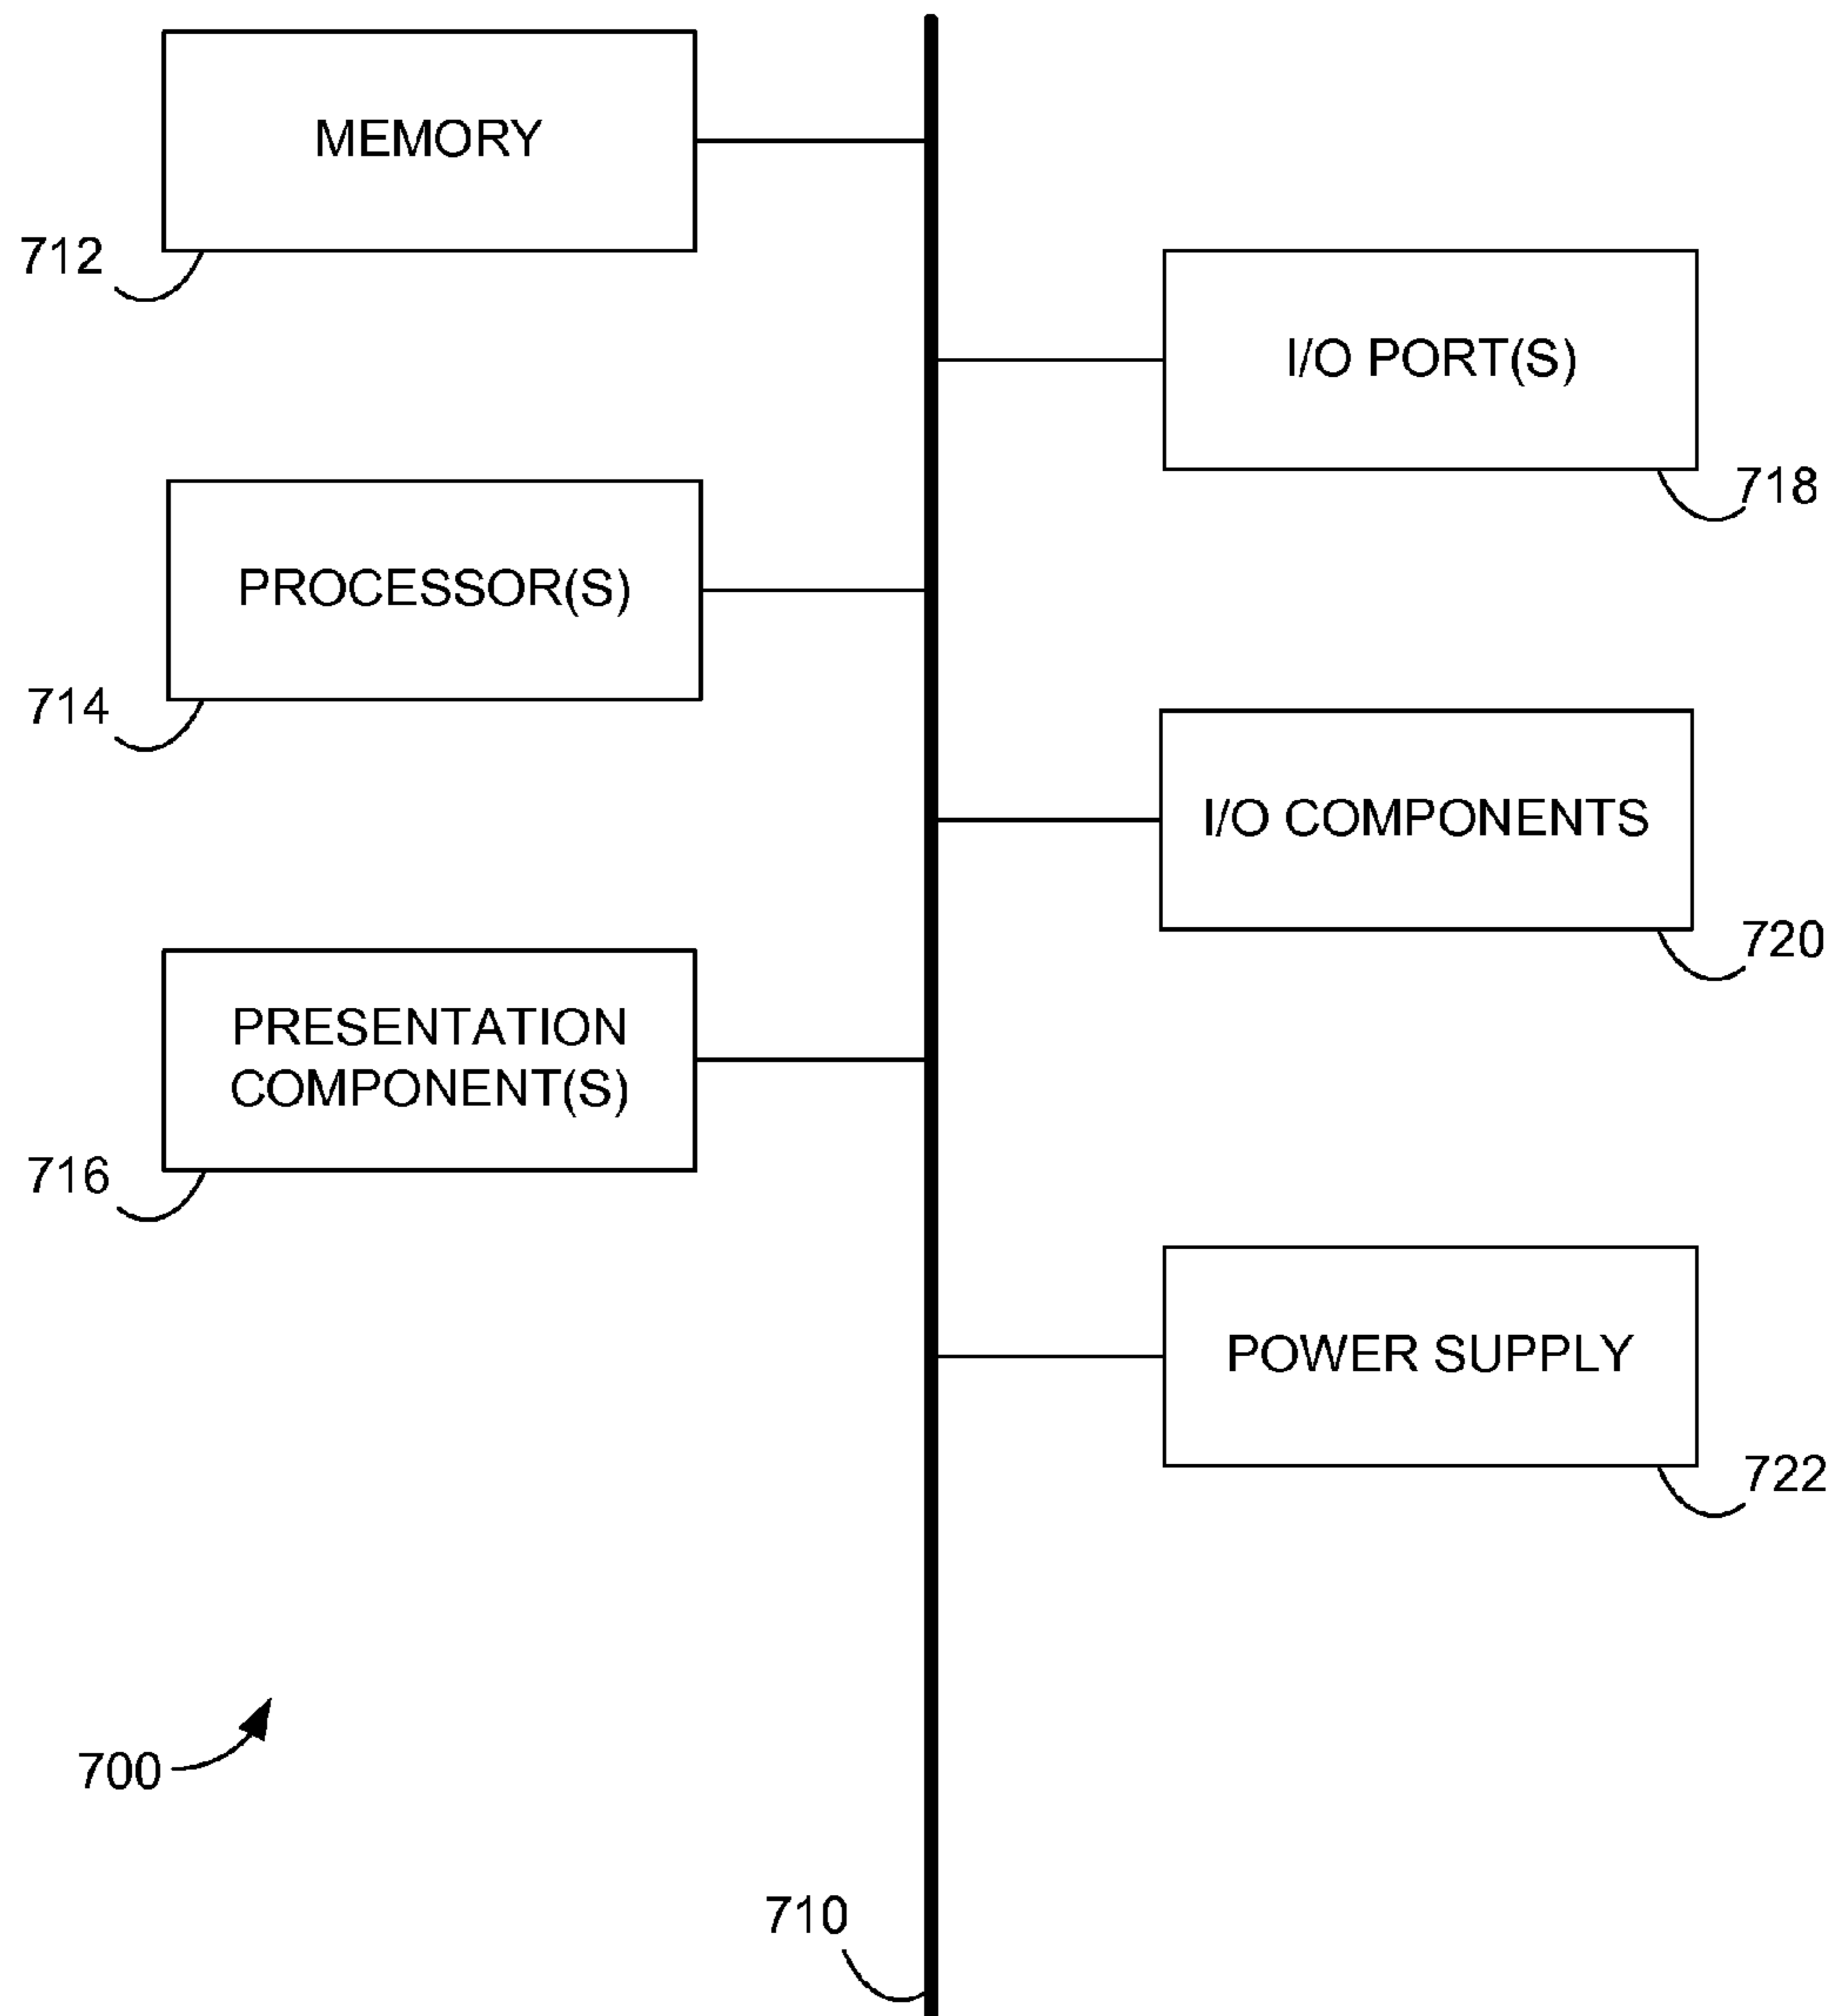 MEMORY
712
I/O PORT(S)
718
PROCESSOR(S)
714
I/O COMPONENTS
720
PRESENTATION
COMPONENT(S)
716
POWER SUPPLY
722
700
710